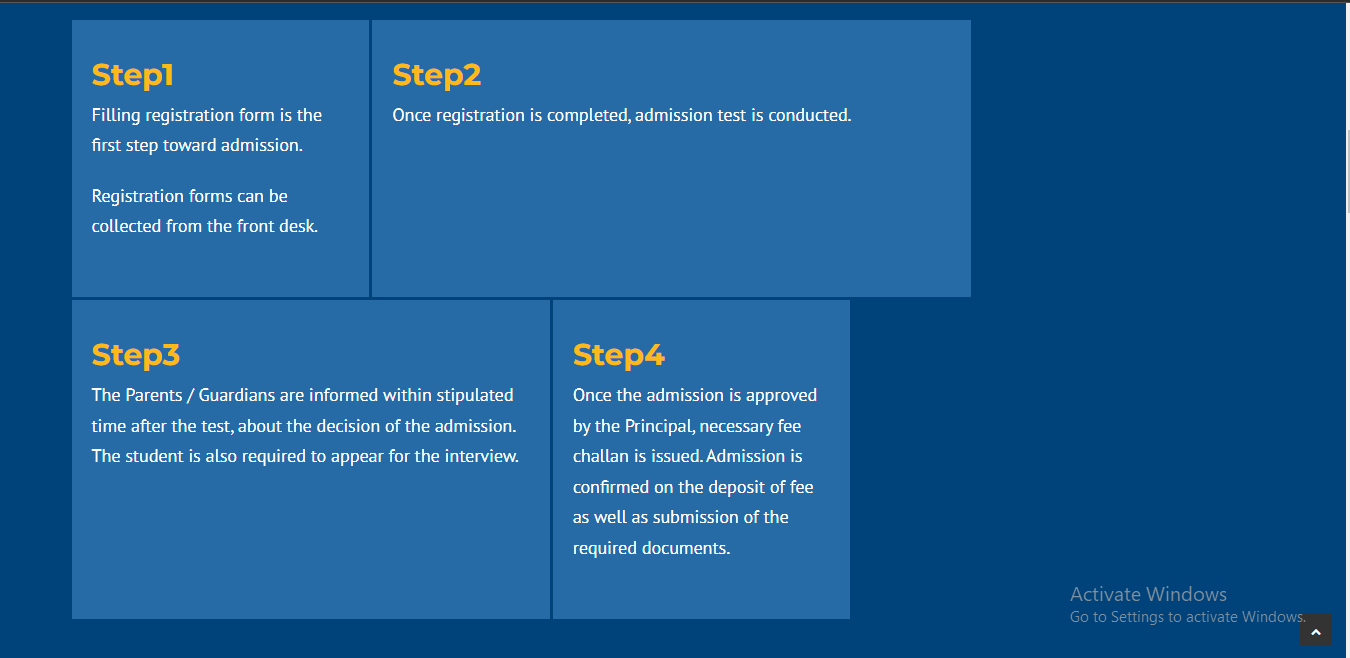 Step1
Filling registration form is the
first step toward admission.
Registration forms can be
collected from the front desk.
Step2
Once registration is completed, admission test is conducted.
Step3
The Parents / Guardians are informed within stipulated
time after the test, about the decision of the admission.
The student is also required to appear for the interview.
Step4
Once the admission is approved
by the Principal, necessary fee
challan is issued. Admission is
confirmed on the deposit of fee
as well as submission of the
required documents.
Activate Windows
Go to Settings to activate Windows.